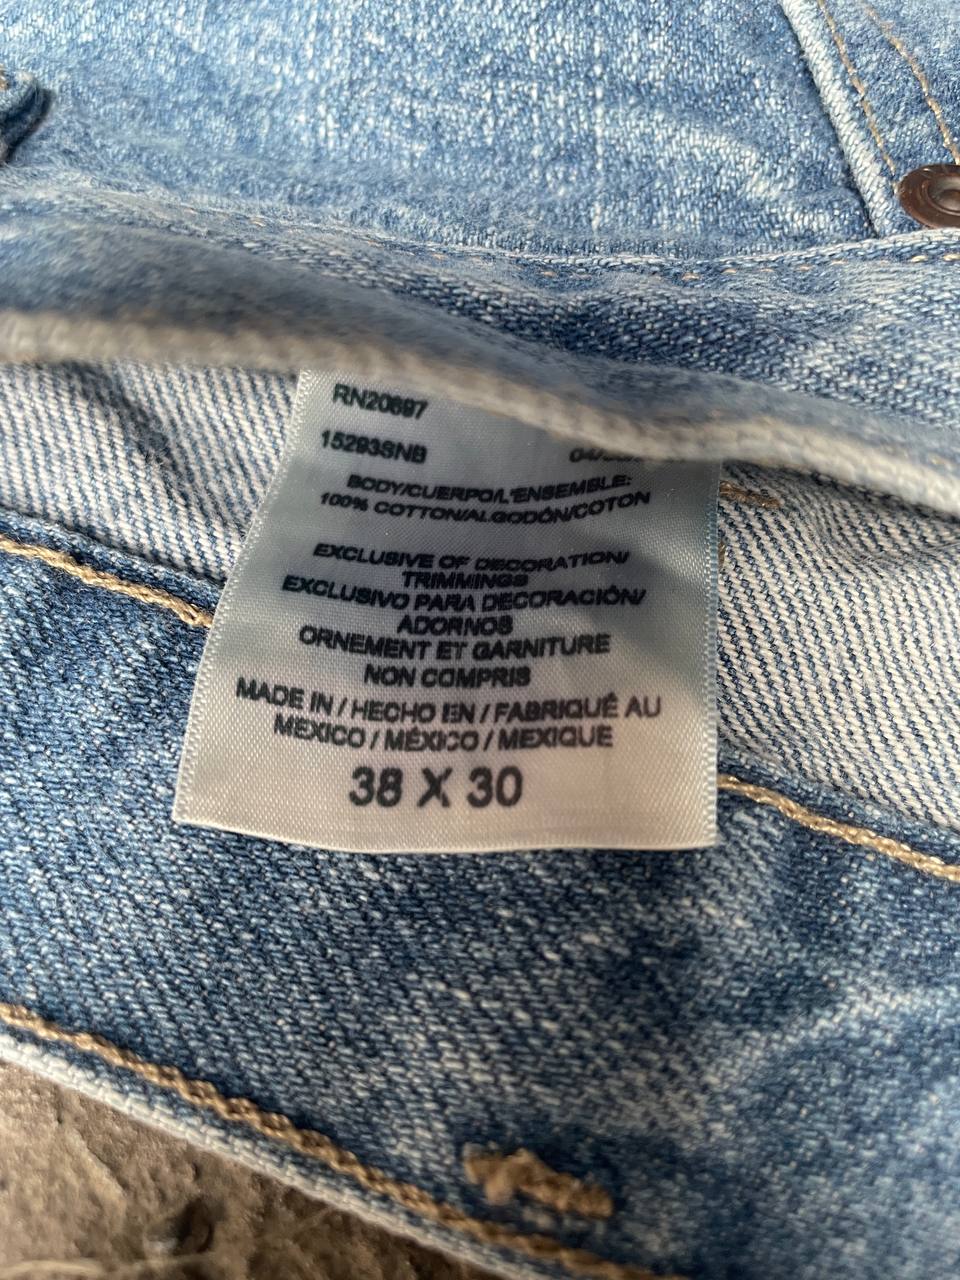 RN20697
15293SNB
BODY/CUERPO/L'ENSEMBLE:
100% COTTON/ALGODÓN/COTON
EXCLUSIVE OF DECORATION/
TRIMMINGS
EXCLUSIVO PARA DECORACIÓN/
ADORNOS
ORNEMENT ET GARNITURE
NON COMPRIS
MADE IN / HECHO EN / FABRIQUÉ AU
MEXICO / MÉXICO / MEXIQUE
38 X 30